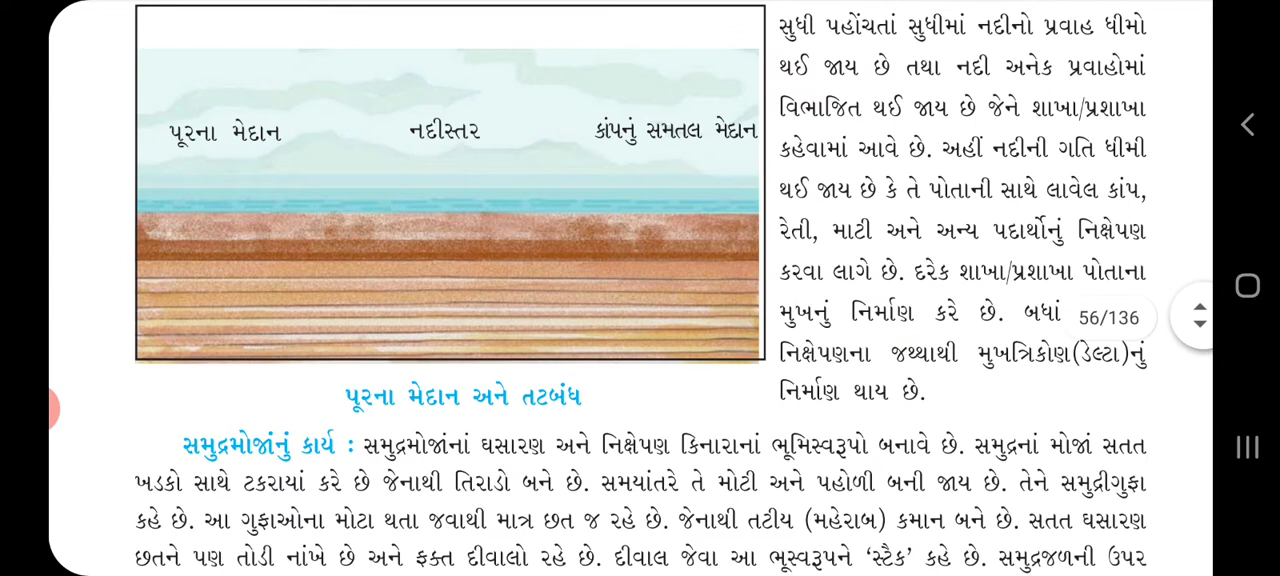 પૂરના મેદાન નદીસ્તર કાંપનું સમતલ મેદાન
પૂરના મેદાન અને તટબંધ
સુધી પહોંચતાં સુધીમાં નદીનો પ્રવાહ ધીમો
થઈ જાય છે તથા નદી અનેક પ્રવાહોમાં
વિભાજિત થઈ જાય છે જેને શાખા/પ્રશાખા
કહેવામાં આવે છે. અહીં નદીની ગતિ ધીમી
થઈ જાય છે કે તે પોતાની સાથે લાવેલ કાંપ,
રેતી, માટી અને અન્ય પદાર્થોનું નિક્ષેપણ
કરવા લાગે છે. દરેક શાખા/પ્રશાખા પોતાના
મુખનું નિર્માણ કરે છે. બધાં
56/136
નિક્ષેપણના જથ્થાથી મુખત્રિકોણ(ડેલ્ટા)નું
નિર્માણ થાય છે.
સમુદ્રમોજાંનું કાર્ય : સમુદ્રમોજાંનાં ઘસારણ અને નિક્ષેપણ કિનારાનાં ભૂમિસ્વરૂપો બનાવે છે. સમુદ્રનાં મોજાં સતત
ખડકો સાથે ટકરાયાં કરે છે જેનાથી તિરાડો બને છે. સમયાંતરે તે મોટી અને પહોળી બની જાય છે. તેને સમુદ્રીગુફા
કહે છે. આ ગુફાઓના મોટા થતા જવાથી માત્ર છત જ રહે છે. જેનાથી તટીય (મહેરાબ) કમાન બને છે. સતત ઘસારણ
છતને પણ તોડી નાંખે છે અને ફક્ત દીવાલો રહે છે. દીવાલ જેવા આ ભૂસ્વરૂપને ‘સ્ટૈક’ કહે છે. સમુદ્રજળની ઉપર